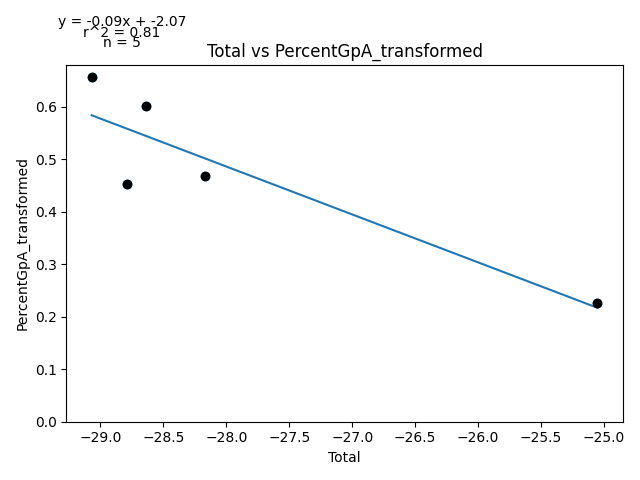 y = -0.09x + -2.07
r^2 = 0.81
n = 5
Total vs PercentGpA_transformed
PercentGpA_transformed
0.6
0.5
0.4
0.3
0.2
0.1
0.0
−29.0 −28.5 −28.0 −27.5 −27.0 −26.5 −26.0 −25.5 −25.0
Total